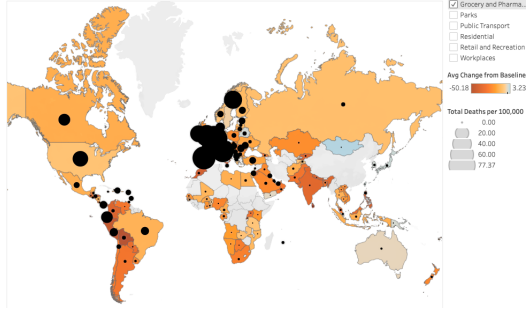 Grocery and Pharma..
Parks
Public Transport
Residential
Retail and Recreation
Workplaces
Avg Change from Baseline
-50.18 3.23
Total Deaths per 100,000
0.00
20.00
40.00
60.00
77.37